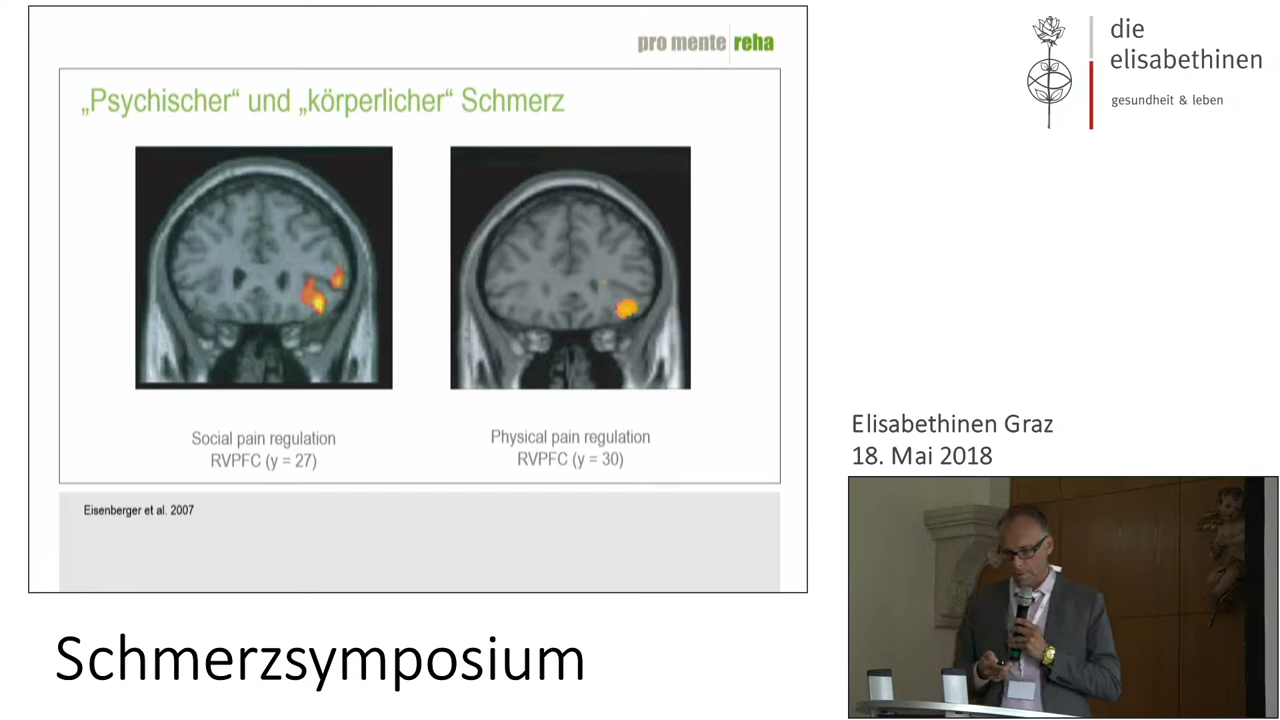 pro mente reha
„Psychischer“ und „körperlicher“ Schmerz
Social pain regulation
RVPFC (y = 27)
Physical pain regulation
RVPFC (y = 30)
Eisenberger et al. 2007
Schmerzsymposium
die
elisabethinen
gesundheit & leben
Elisabethinen Graz
18. Mai 2018